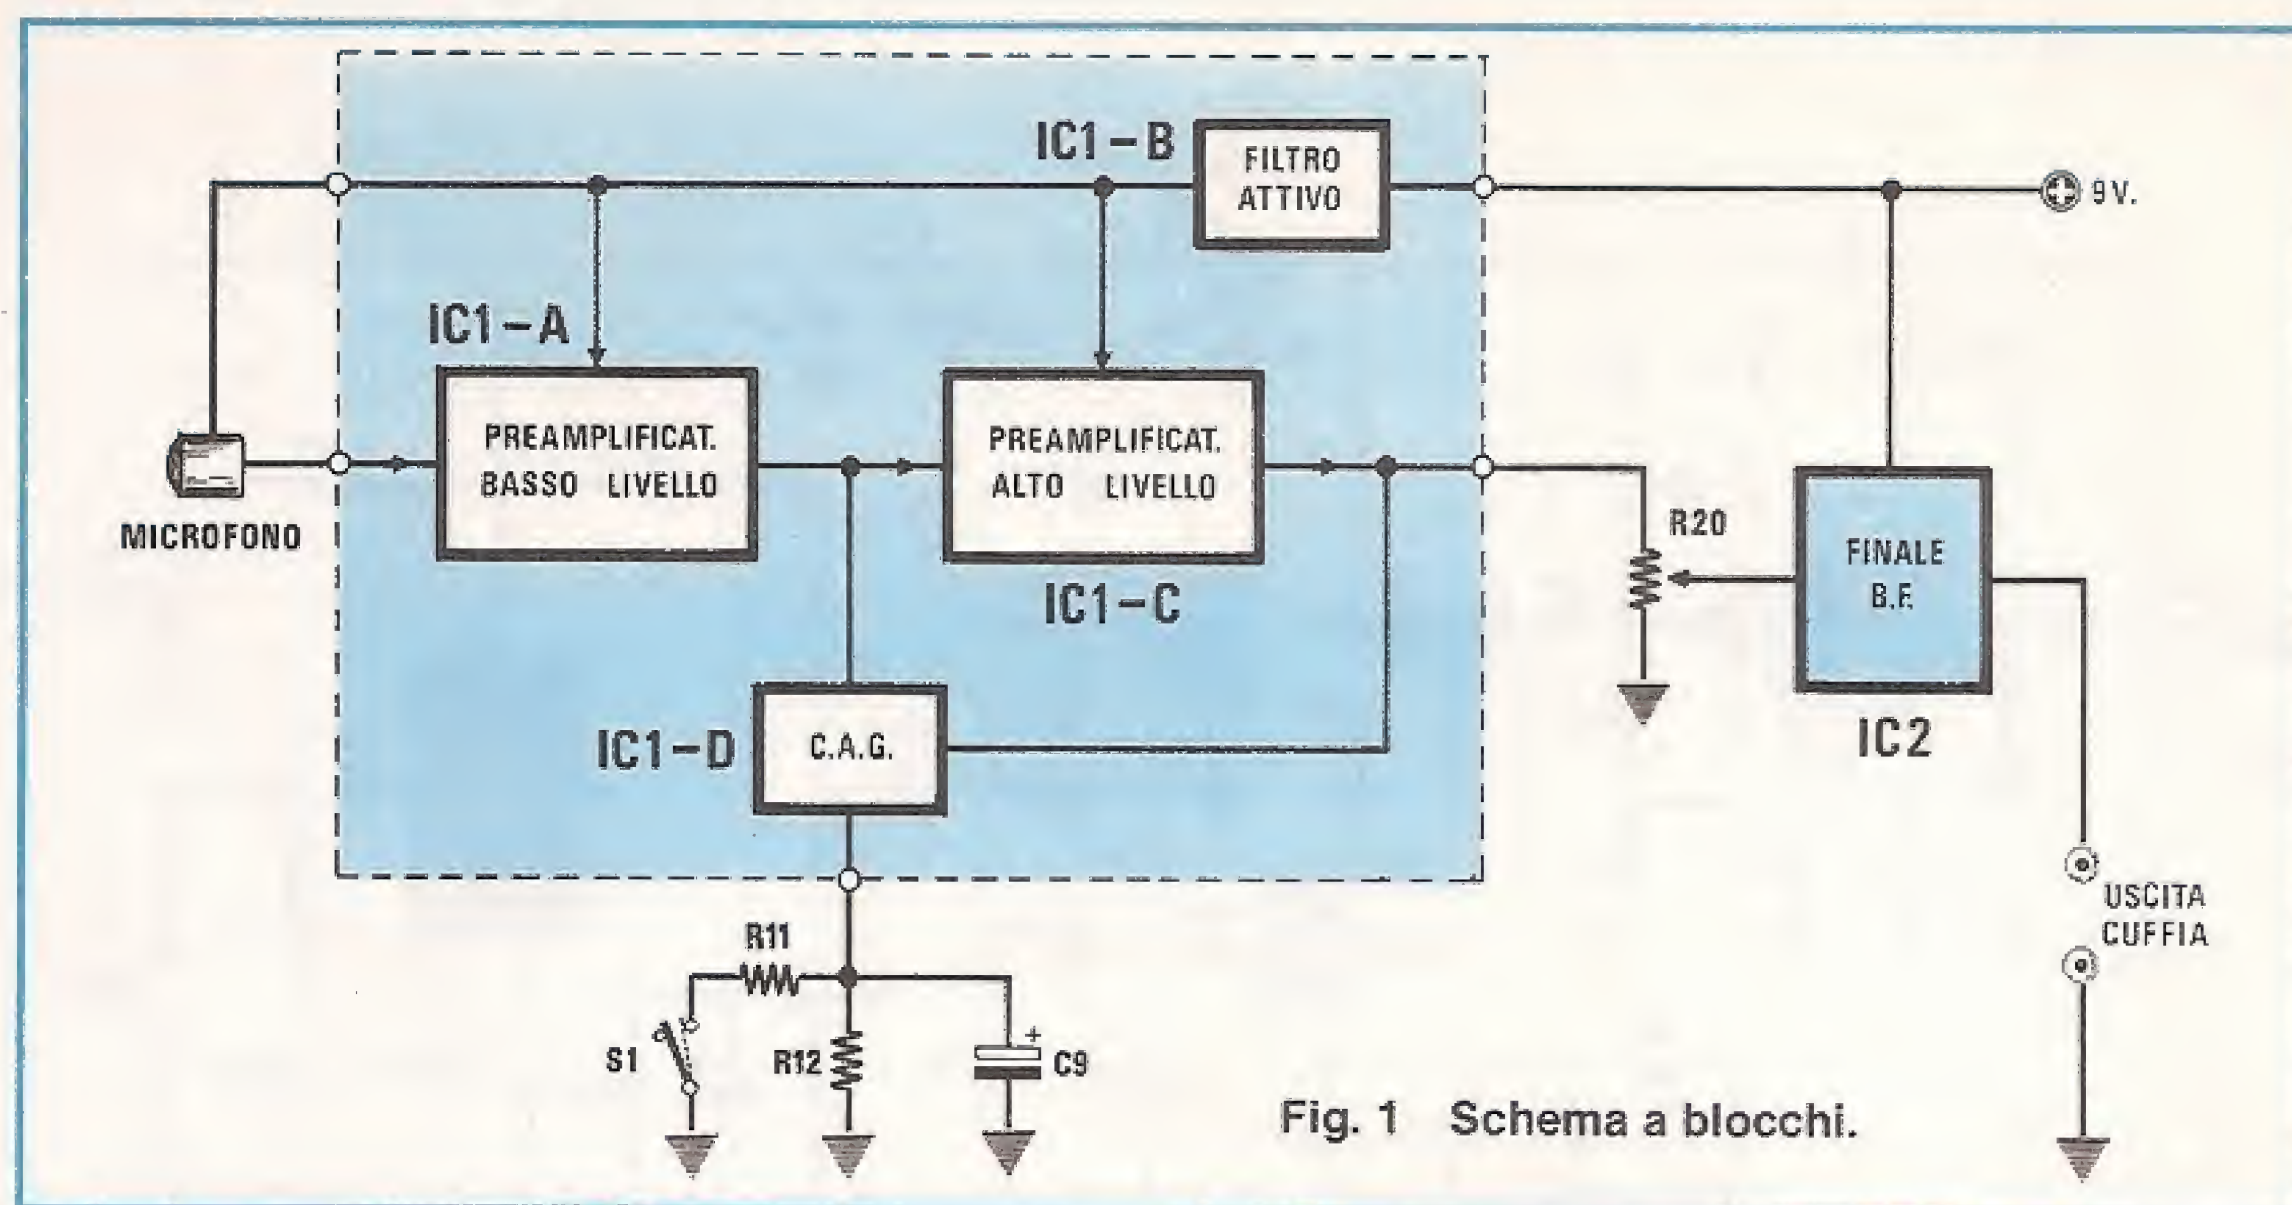 IC1-B
FILTRO
ATTIVO
9V.
IC1-A
PREAMPLIFICAT.
BASSO LIVELLO
PREAMPLIFICAT.
ALTO LIVELLO
MICROFONO
R20
FINALE
B.F.
IC1-C
IC1-D
C.A.G.
IC2
USCITA
CUFFIA
R11
S1
R12
+
C9
Fig. 1 Schema a blocchi.